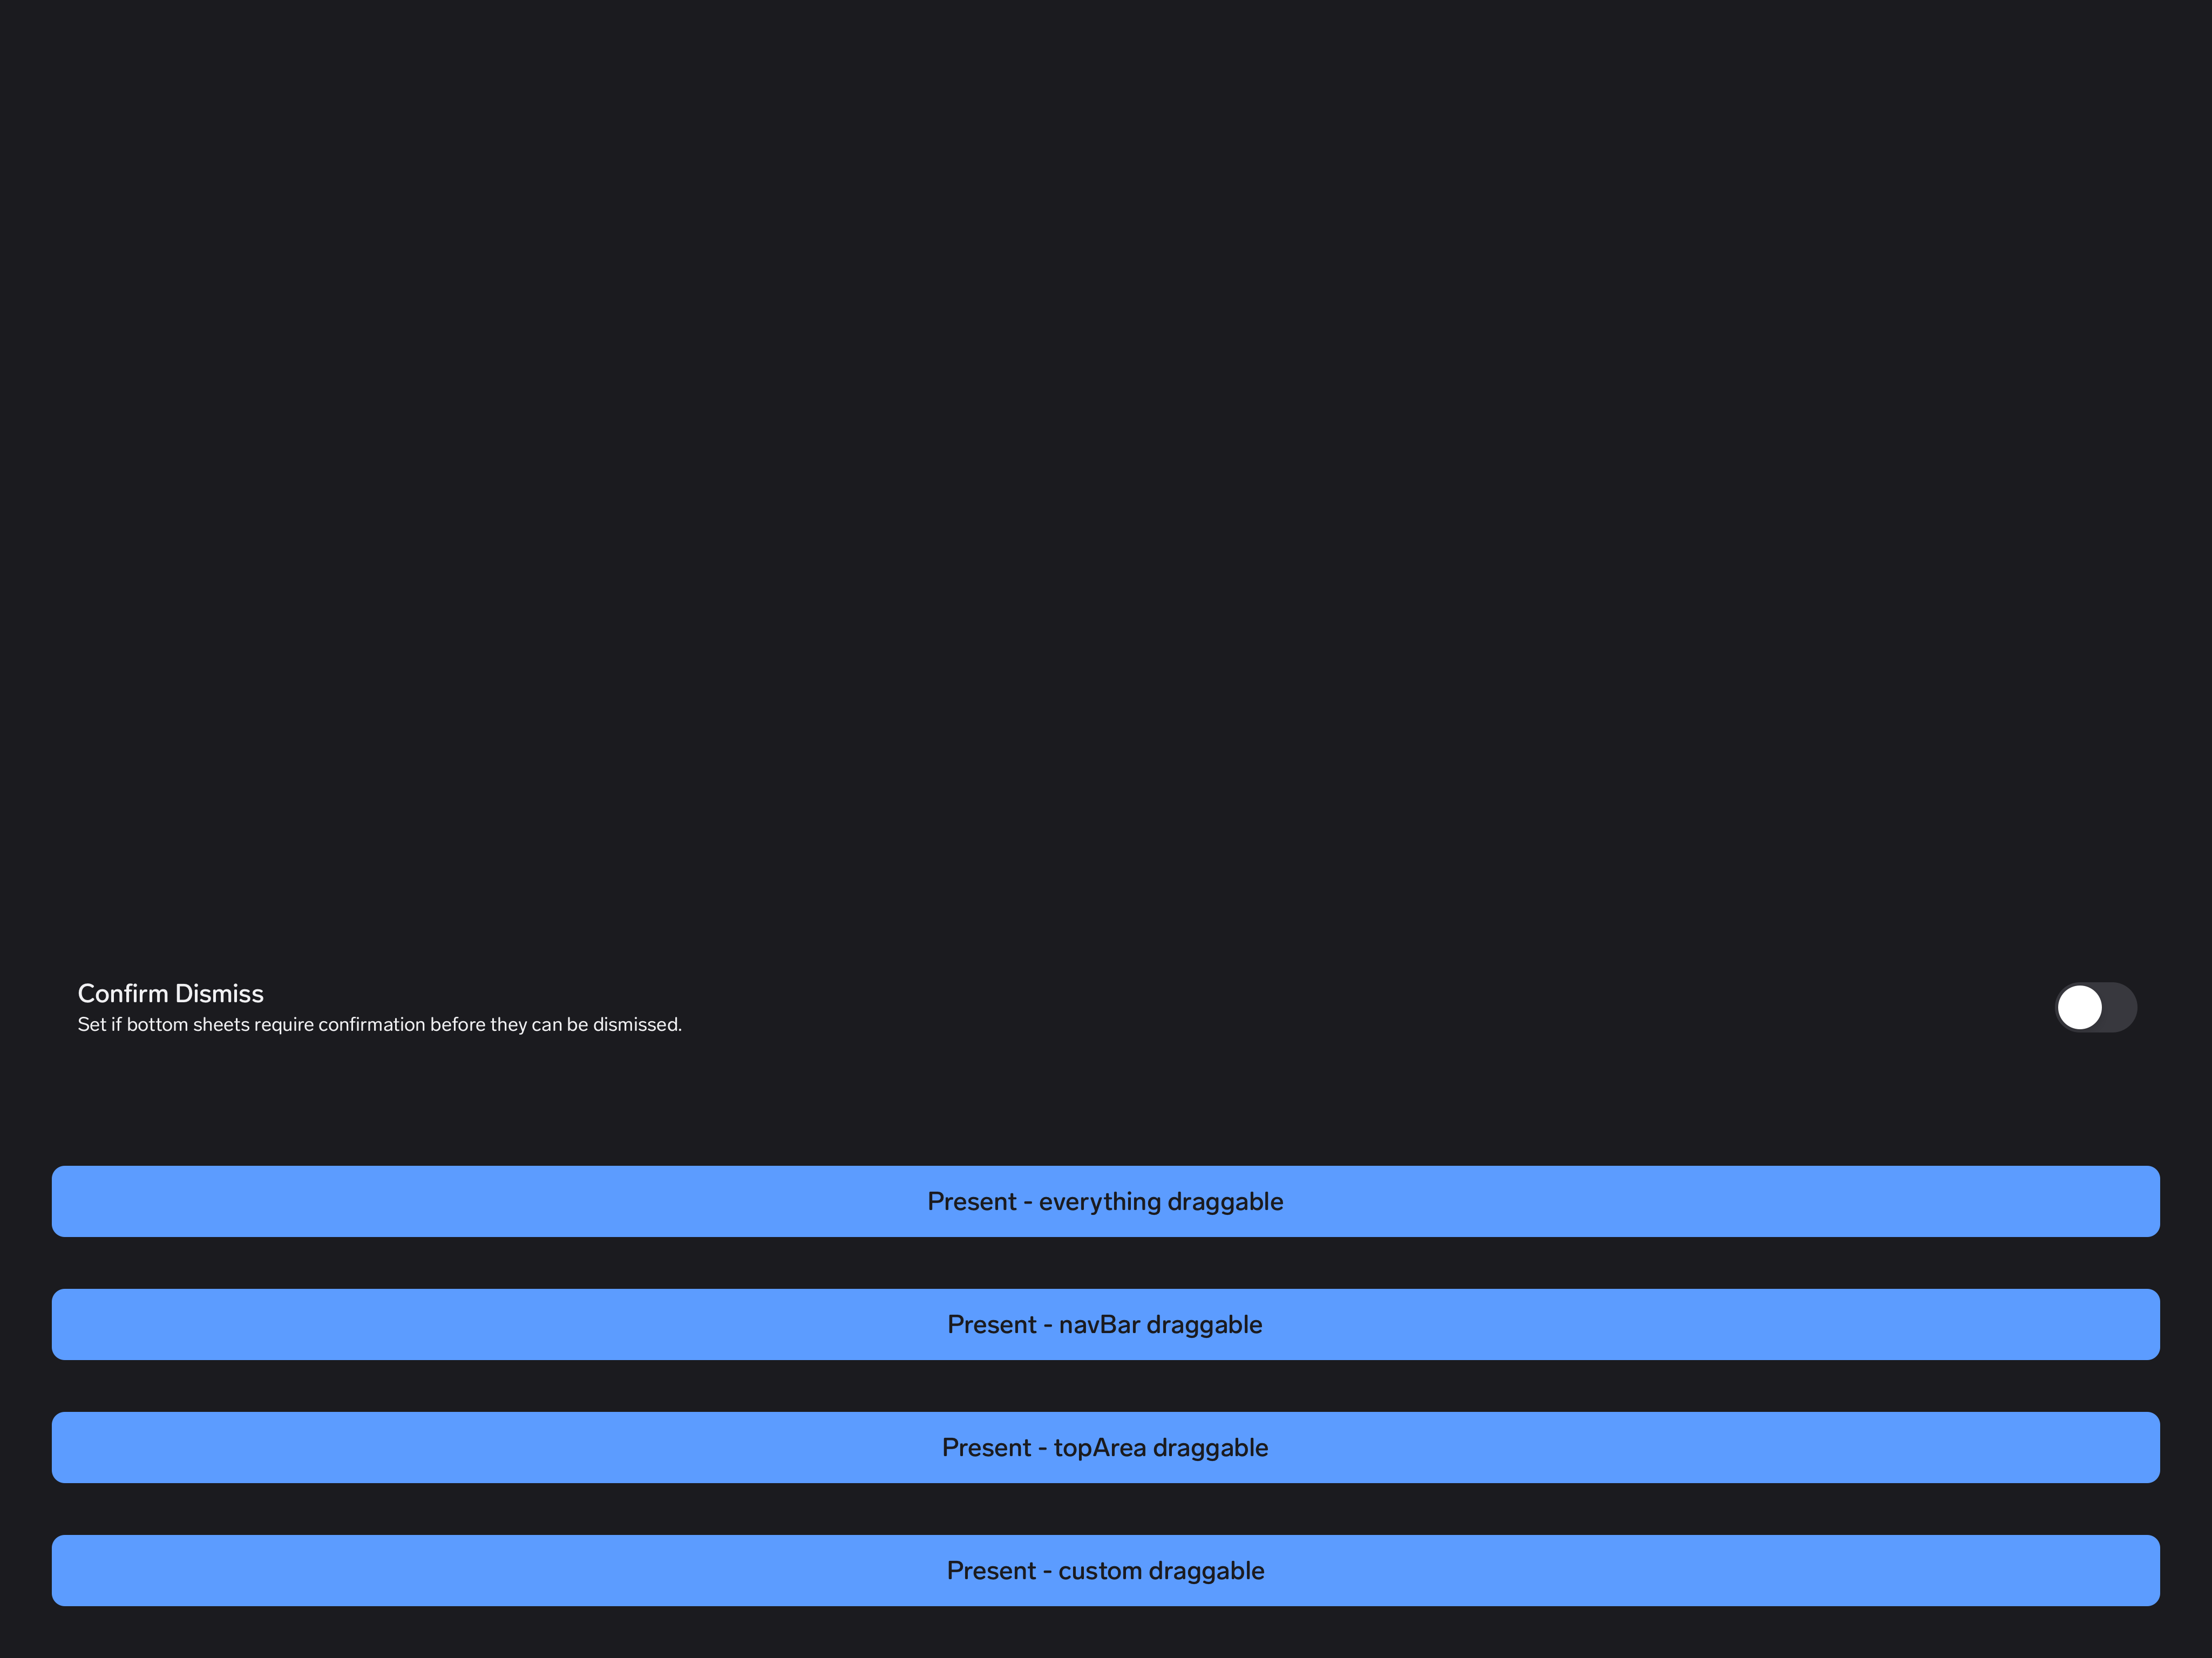 Confirm Dismiss
Set if bottom sheets require confirmation before they can be dismissed.
Present - everything draggable
Present - navBar draggable
Present - topArea draggable
Present - custom draggable